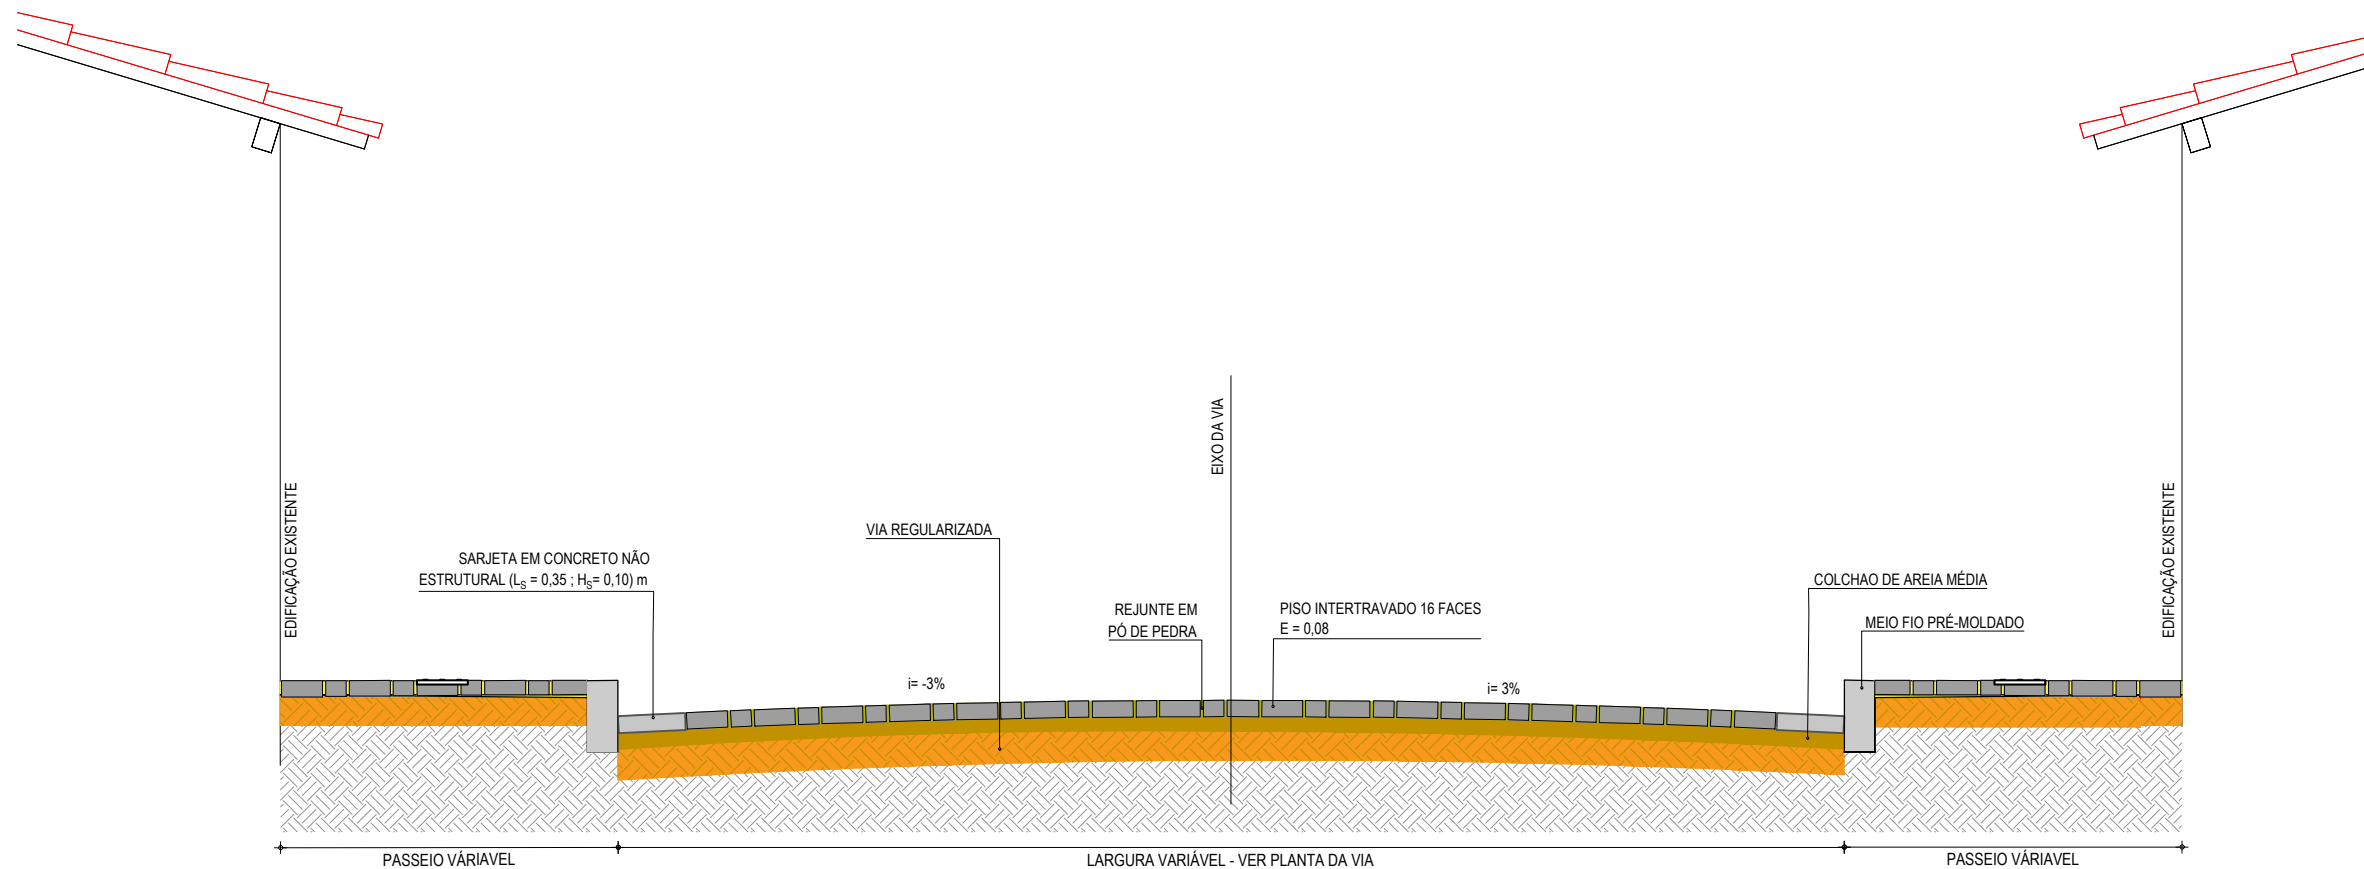 EIXO DA VIA
EDIFICAÇÃO EXISTENTE
EDIFICAÇÃO EXISTENTE
VIA REGULARIZADA
SARJETA EM CONCRETO NÃO
ESTRUTURAL (LS = 0,35 ; HS= 0,10) m
COLCHAO DE AREIA MÉDIA
REJUNTE EM
PÓ DE PEDRA
PISO INTERTRAVADO 16 FACES
E = 0,08
MEIO FIO PRÉ-MOLDADO
i= -3%
i= 3%
PASSEIO VÁRIAVEL
LARGURA VARIÁVEL - VER PLANTA DA VIA
PASSEIO VÁRIAVEL